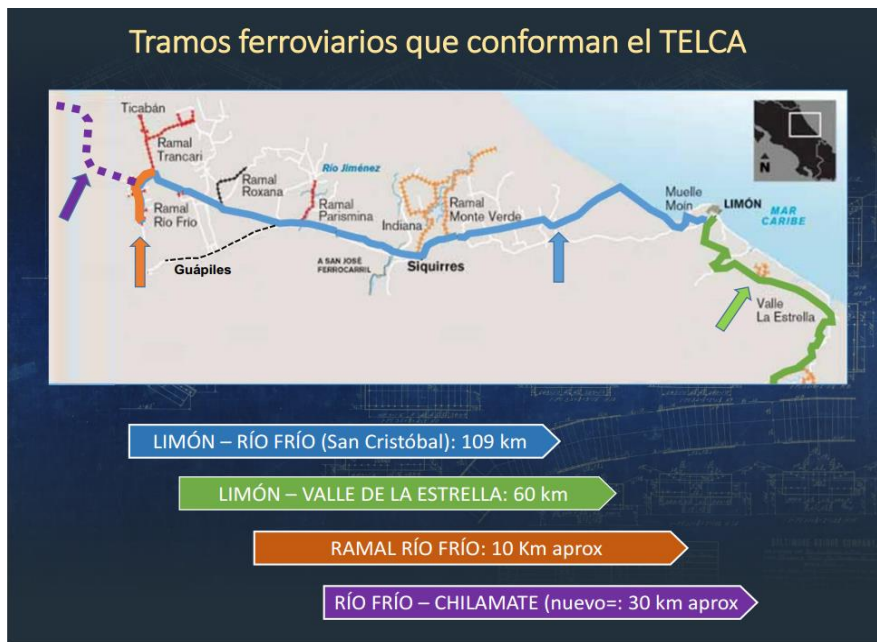 Tramos ferroviarios que conforman el TELCA
Ticabán
Ramal
Trancari
Ramal
Roxana
Río Jiménez
Ramal
Río Frío
Ramal
Parismina
Indiana
Ramal
Monte Verde
Muelle
Moín
LIMÓN
MAR
CARIBE
N
Guápiles
A SAN JOSÉ
FERROCARRIL
Siquirres
Valle
La Estrella
LIMÓN – RÍO FRÍO (San Cristóbal): 109 km
LIMÓN – VALLE DE LA ESTRELLA: 60 km
RAMAL RÍO FRÍO: 10 Km aprox
RÍO FRÍO – CHILAMATE (nuevo=: 30 km aprox